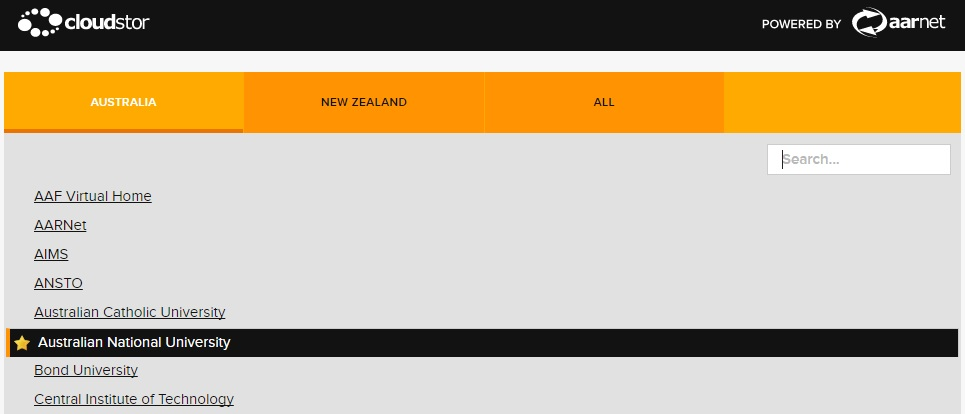 cloudstor
POWERED BY aarnet
AUSTRALIA NEW ZEALAND ALL
Search...
AAF Virtual Home
AARNet
AIMS
ANSTO
Australian Catholic University
Australian National University
Bond University
Central Institute of Technology